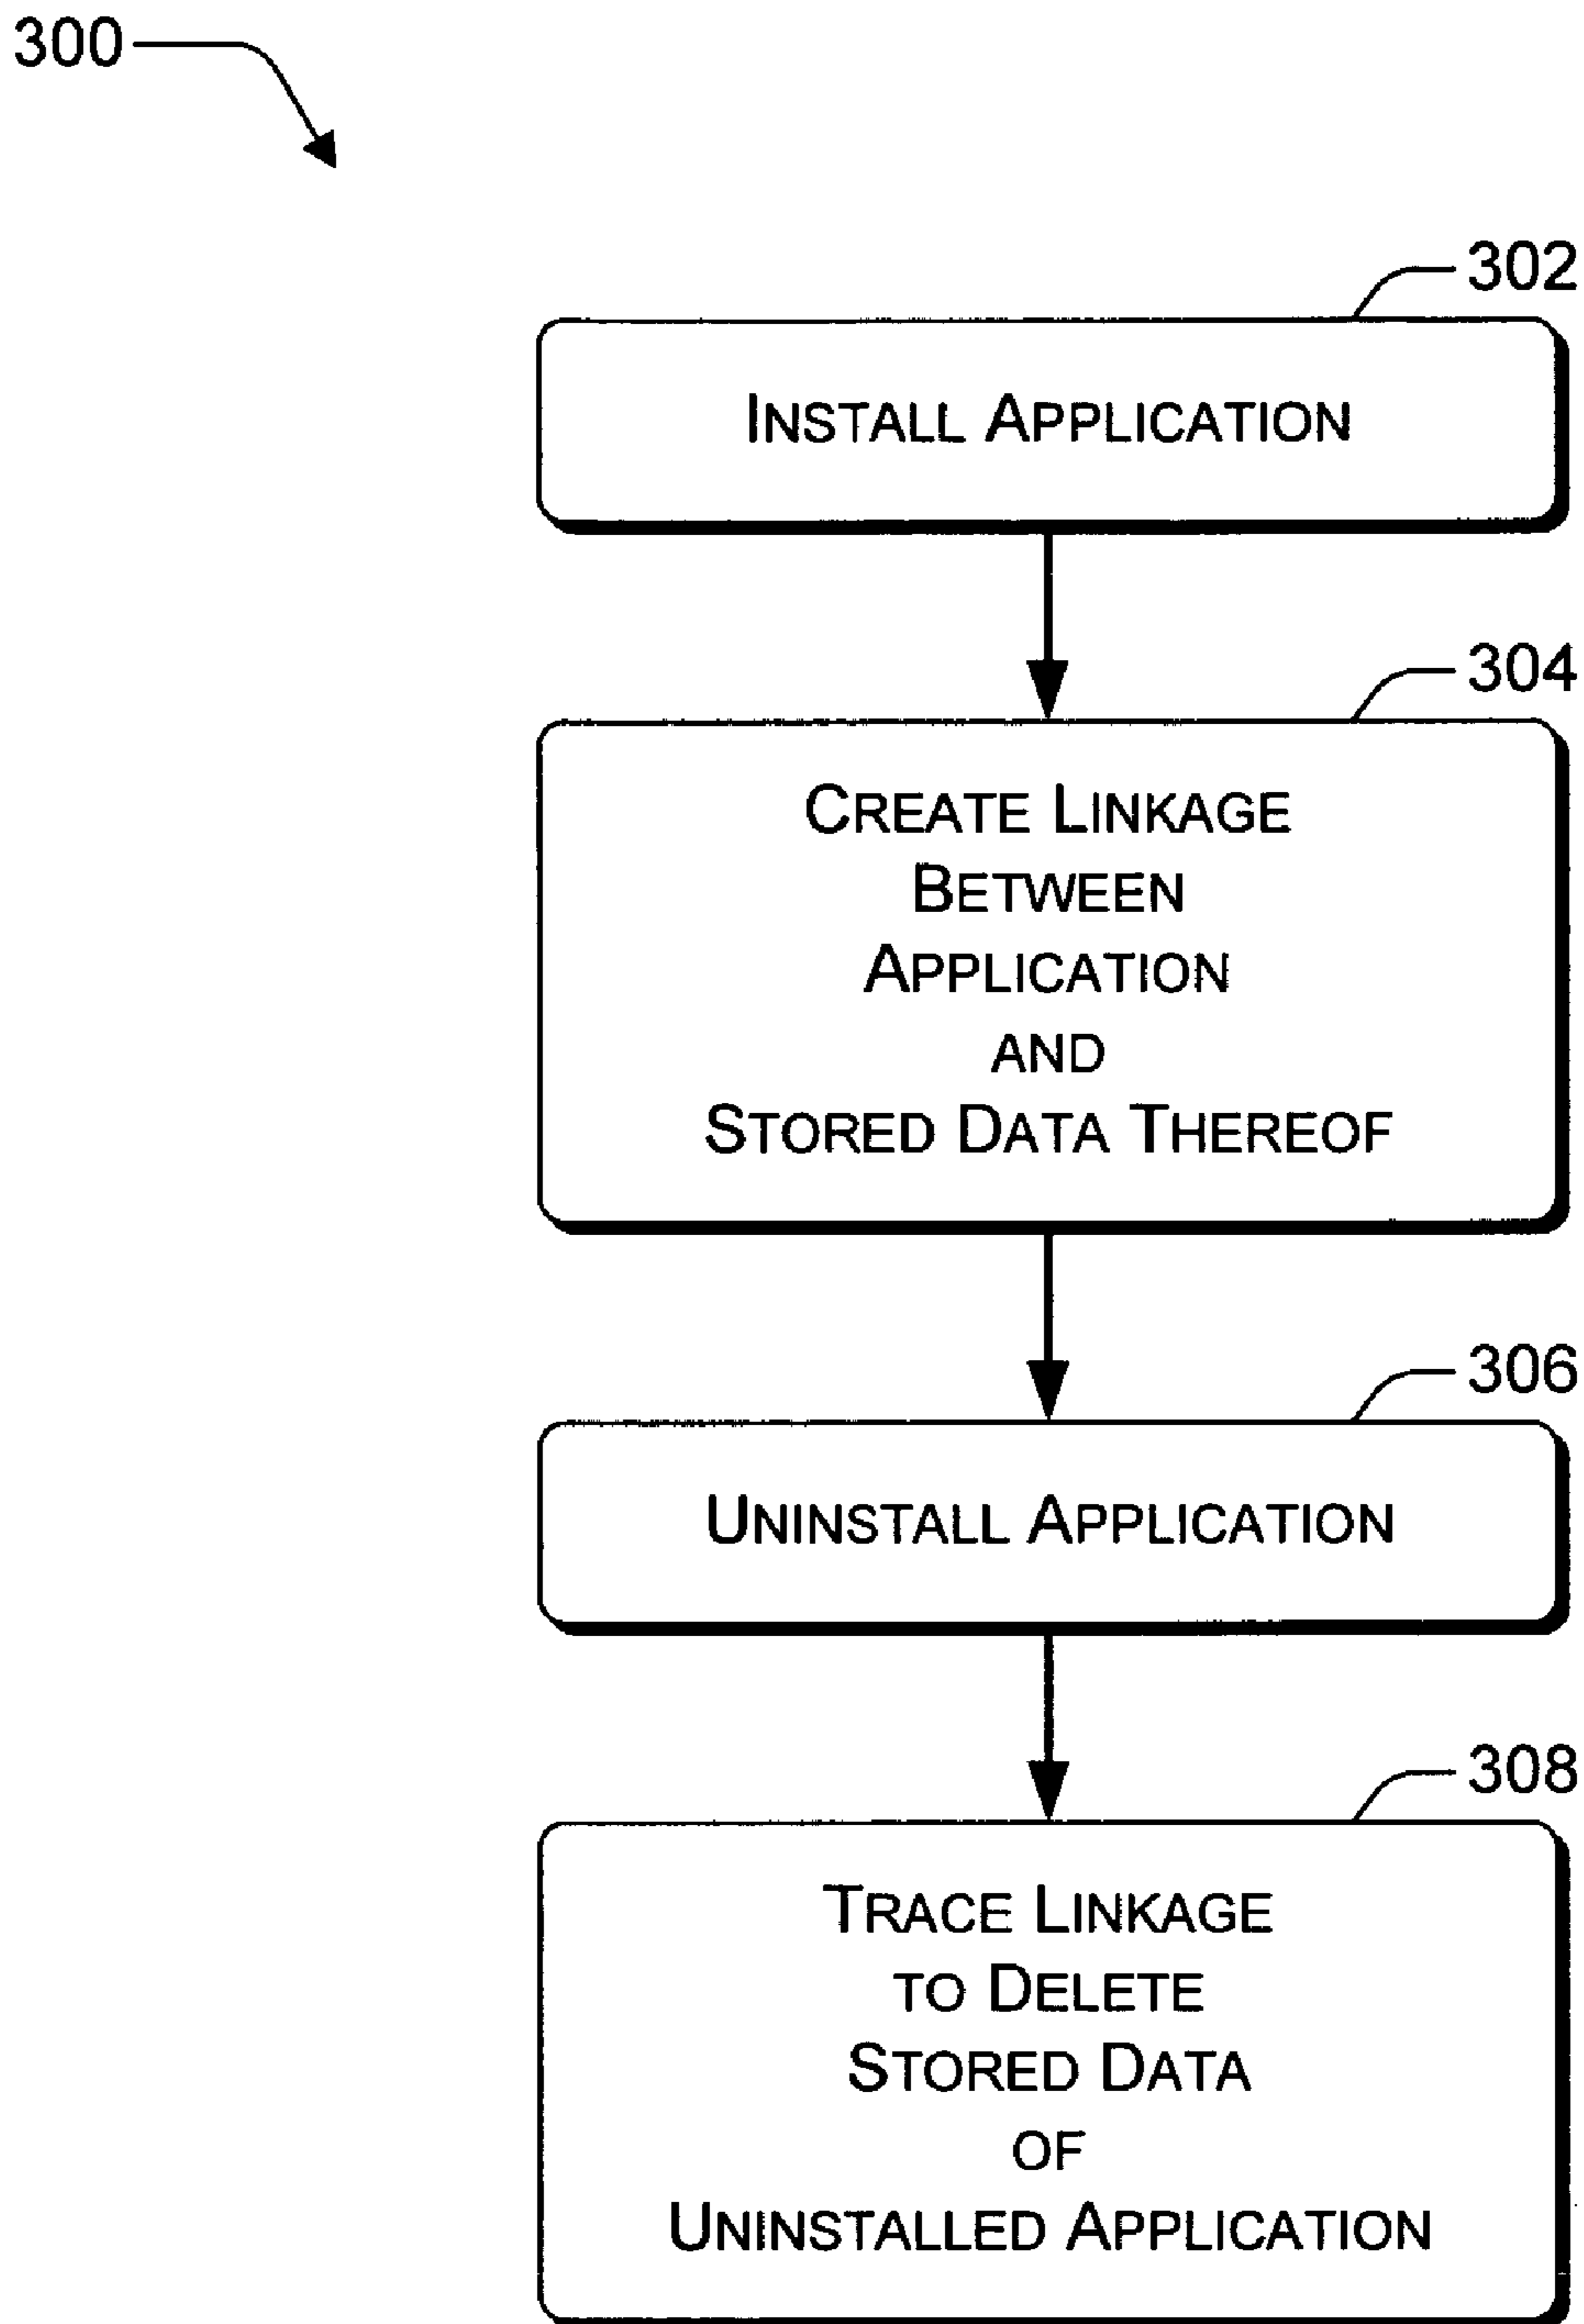 300
302
INSTALL APPLICATION
304
CREATE LINKAGE
BETWEEN
APPLICATION
AND
STORED DATA THEREOF
306
UNINSTALL APPLICATION
308
TRACE LINKAGE
TO DELETE
STORED DATA
OF
UNINSTALLED APPLICATION